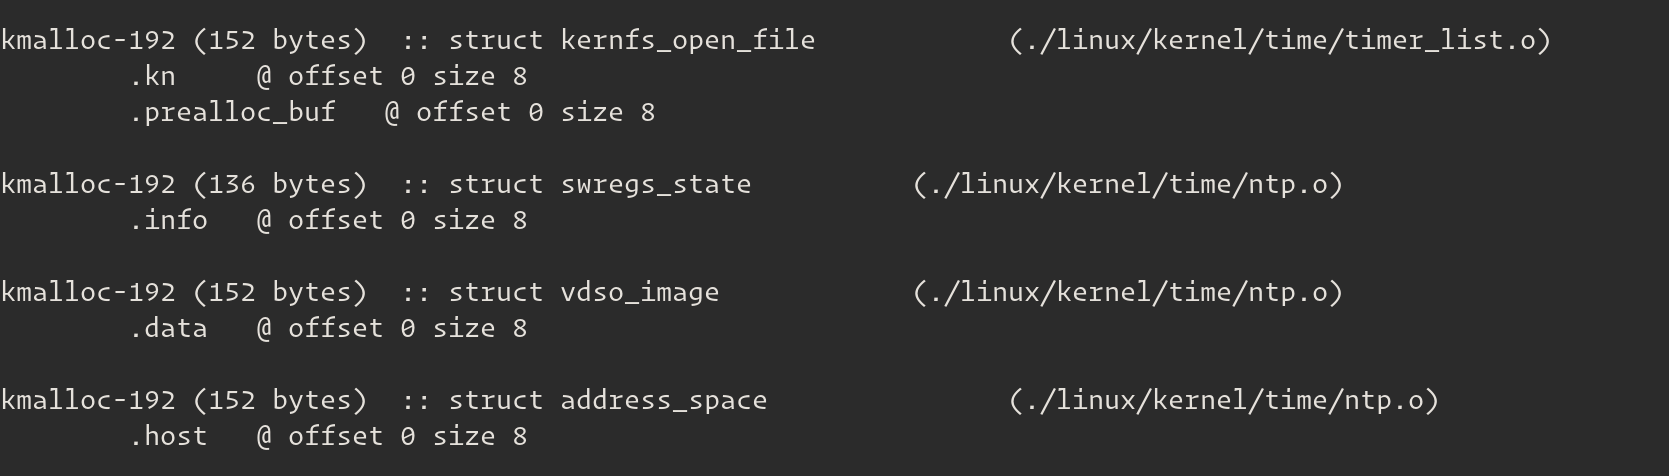 kmalloc-192 (152 bytes)  :: struct kernfs_open_file            (./linux/kernel/time/timer_list.o)
        .kn     @ offset 0 size 8
        .prealloc_buf   @ offset 0 size 8
kmalloc-192 (136 bytes)  :: struct swregs_state          (./linux/kernel/time/ntp.o)
        .info   @ offset 0 size 8
kmalloc-192 (152 bytes)  :: struct vdso_image            (./linux/kernel/time/ntp.o)
        .data   @ offset 0 size 8
kmalloc-192 (152 bytes)  :: struct address_space               (./linux/kernel/time/ntp.o)
        .host   @ offset 0 size 8